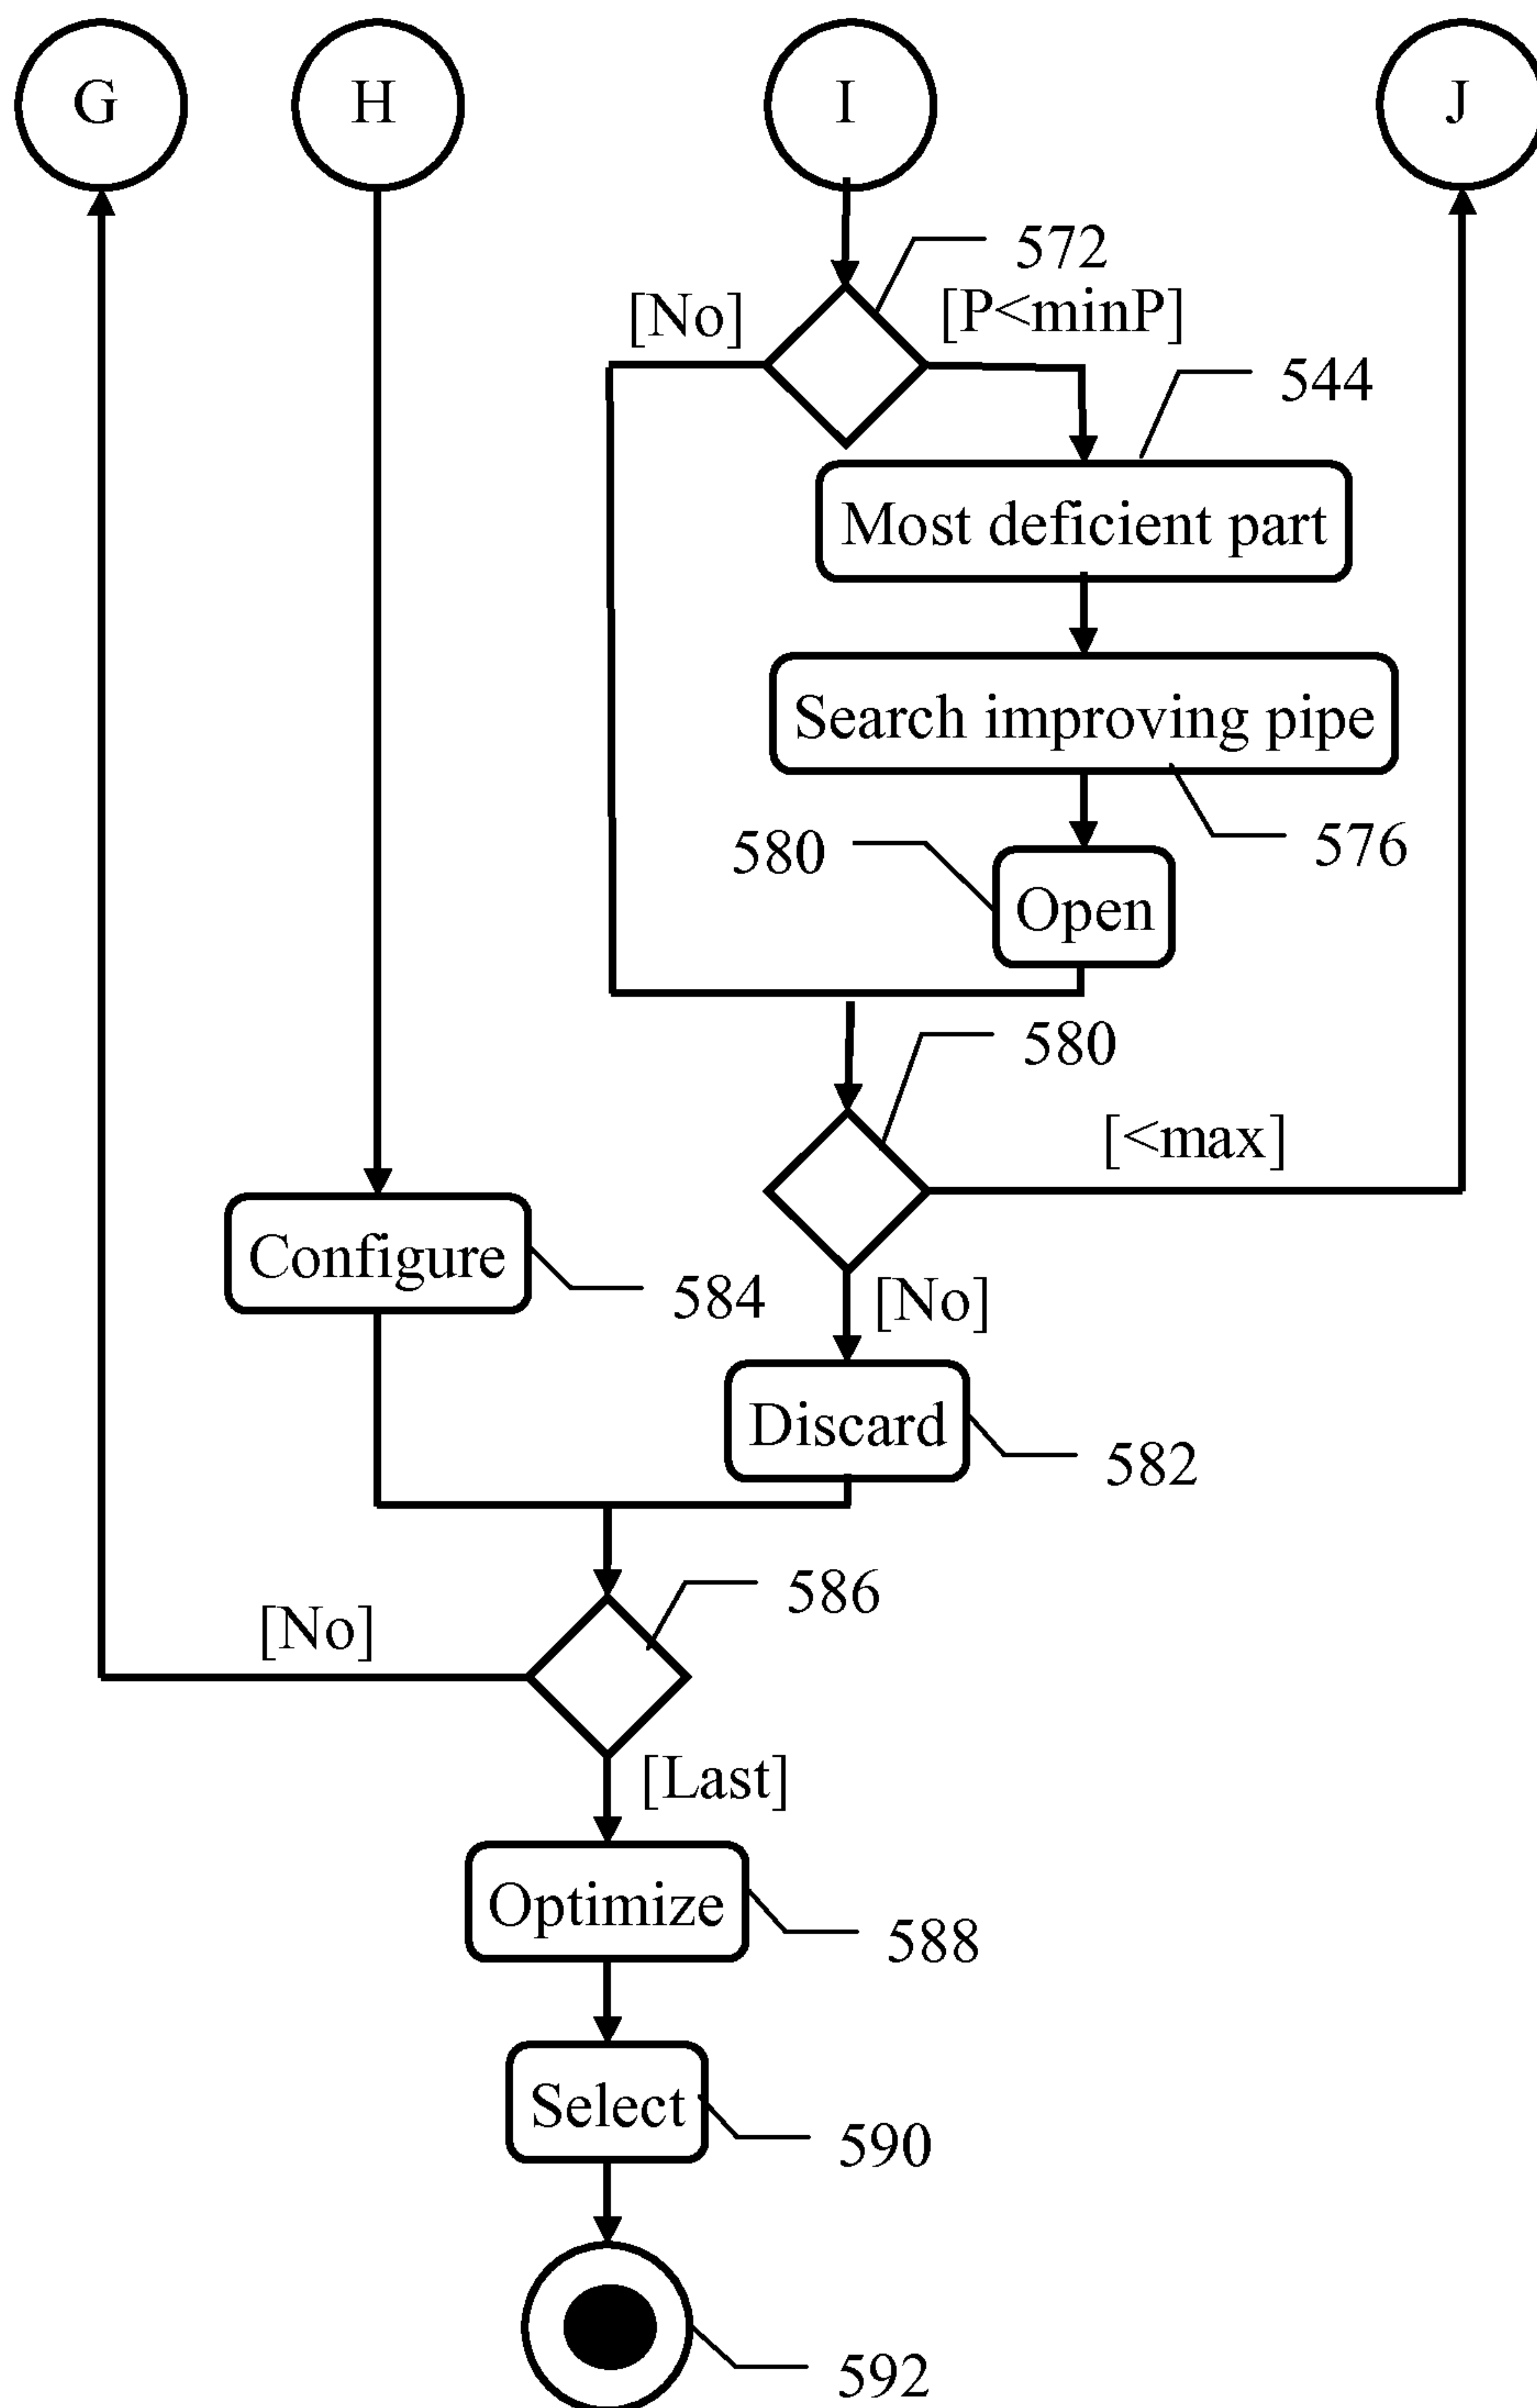 G
H
I
J
572
[No]
[P<minP]
544
Most deficient part
Search improving pipe
580
576
Open
580
[<max]
Configure
584
[No]
Discard
582
586
[No]
[Last]
Optimize
588
Select
590
592